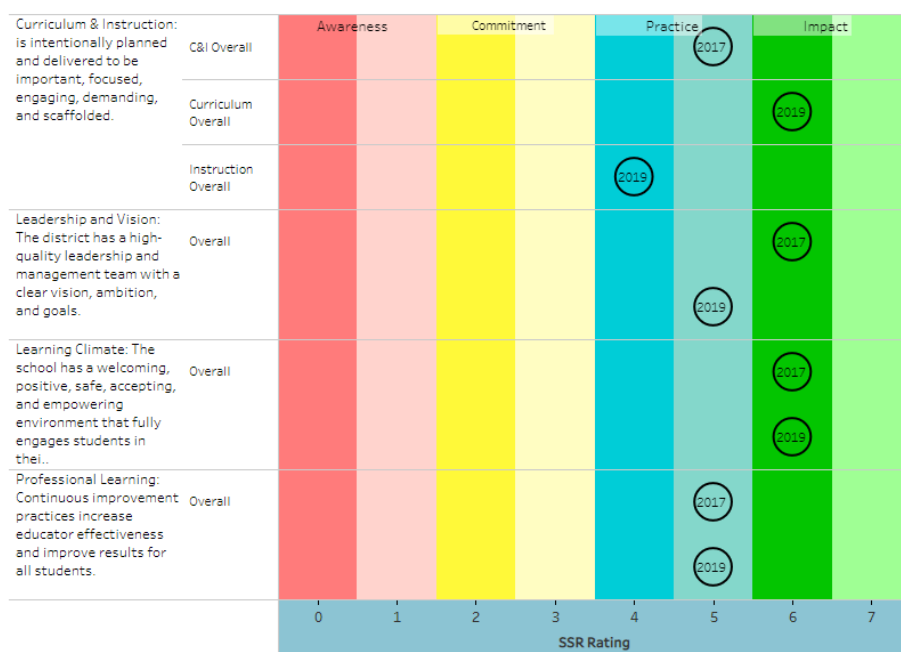 Awareness
Commitment
Practice
Impact
Curriculum & Instruction:
is intentionally planned
and delivered to be
important, focused,
engaging, demanding,
and scaffolded.
C&I Overall
2017
Curriculum
Overall
2019
Instruction
Overall
2019
Leadership and Vision:
The district has a high-
quality leadership and
management team with a
clear vision, ambition,
and goals.
Overall
2017
2019
Learning Climate: The
school has a welcoming,
positive, safe, accepting,
and empowering
environment that fully
engages students in
thei..
Overall
2017
2019
Professional Learning:
Continuous improvement
practices increase
educator effectiveness
and improve results for
all students.
Overall
2017
2019
0 1 2 3 4 5 6 7
SSR Rating